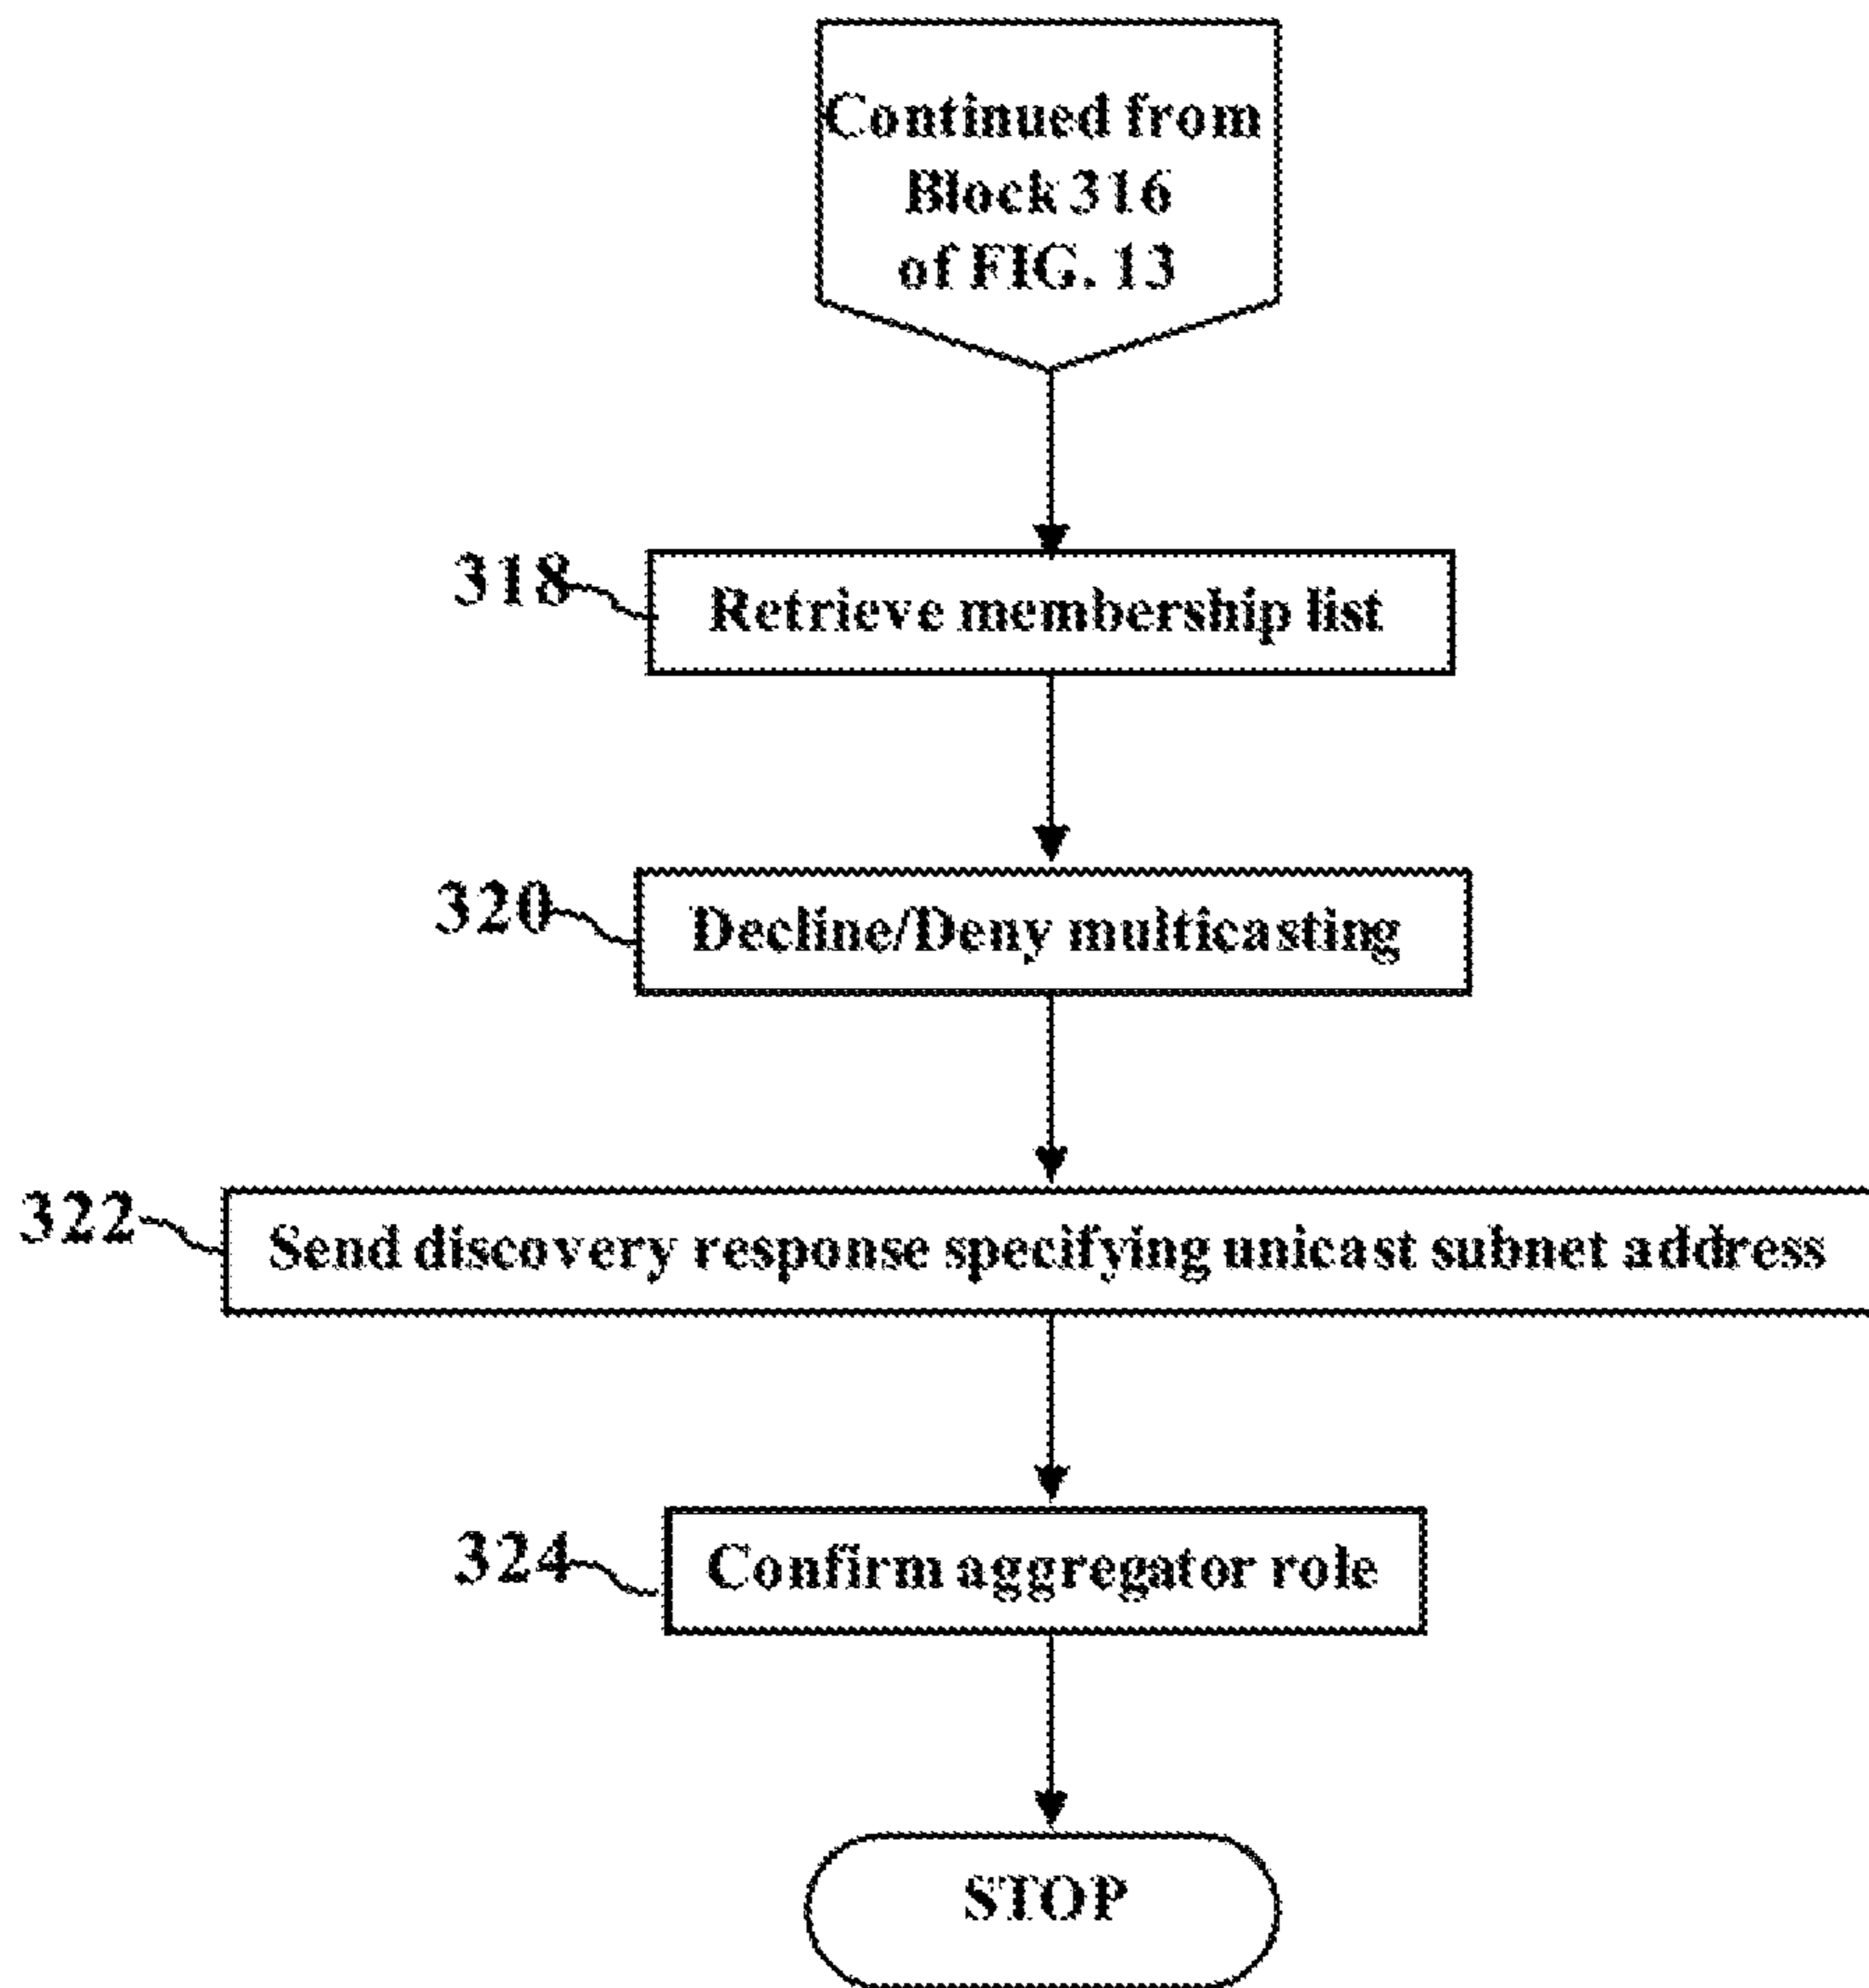 Continued from
Block 316
of FIG. 13
318
Retrieve membership list
320
Decline/Deny multicasting
322
Send discovery response specifying unicast subnet address
324
Confirm aggregator role
STOP